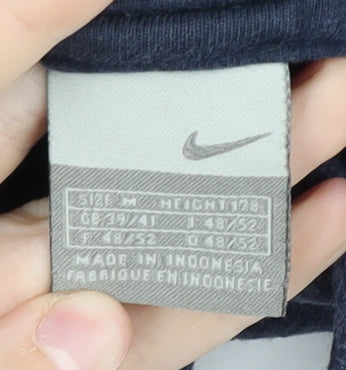 SIZE M HEIGHT 178
GB 39/41 I 48/52
F 48/52 D 48/52
MADE IN INDONESIA
FABRIQUE EN INDONESIE